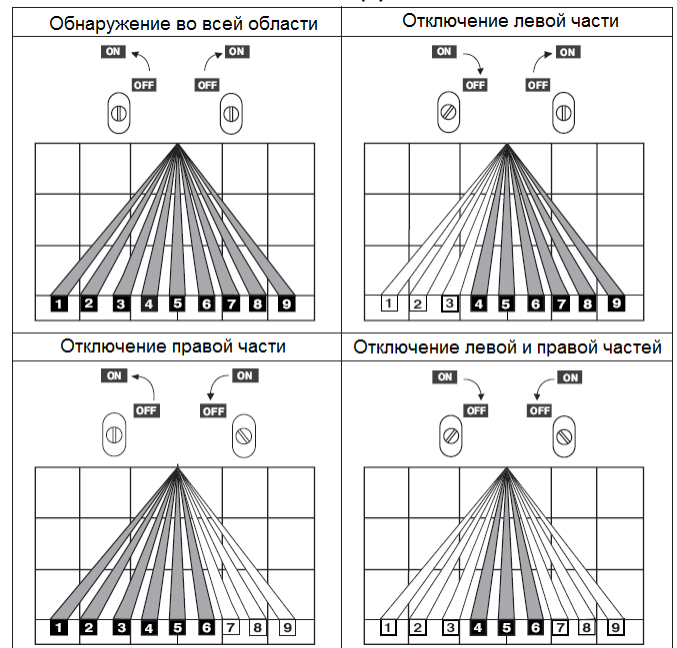 Обнаружение во всей области
ON ON
OFF OFF
1 2 3 4 5 6 7 8 9
Отключение левой части
ON ON
OFF OFF
1 2 3 4 5 6 7 8 9
Отключение правой части
ON ON
OFF OFF
1 2 3 4 5 6 7 8 9
Отключение левой и правой частей
ON ON
OFF OFF
1 2 3 4 5 6 7 8 9